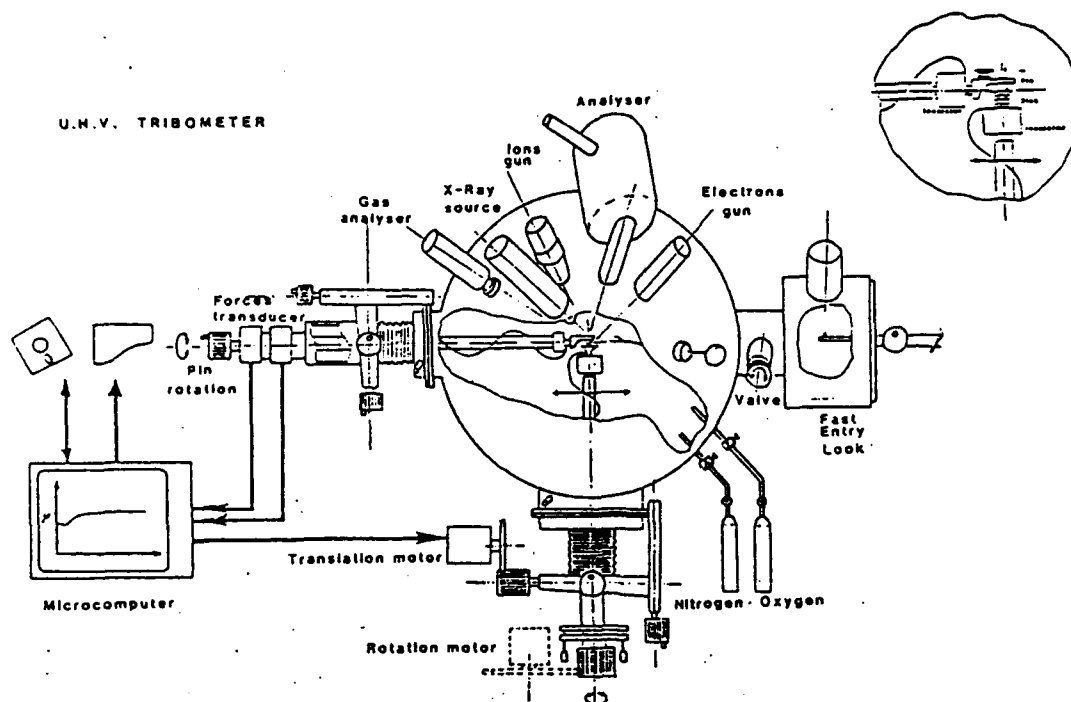 U.H.V. TRIBOMETER
Analyser
Ions
gun
X-Ray
source
Gas
analyser
Electrons
gun
Forces
transducer
Pin
rotation
Valve
Fast
Entry
Look
Translation motor
Microcomputer
Nitrogen - Oxygen
Rotation motor